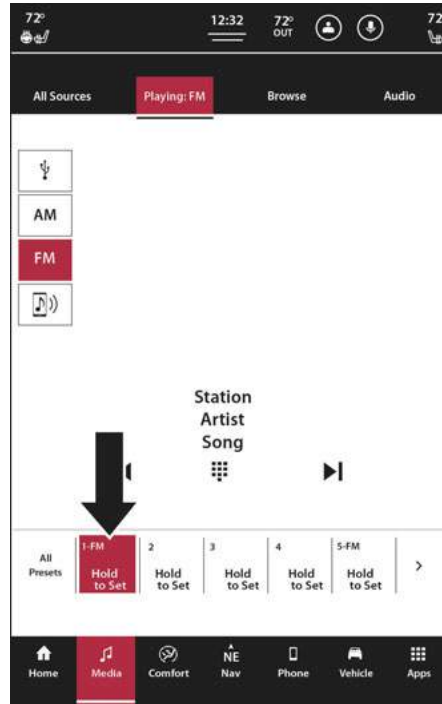 72°
12:32
72°
OUT
72
All Sources
Playing: FM
Browse
Audio
AM
FM
Station
Artist
Song
All
Presets
1-FM
Hold
to Set
2
Hold
to Set
3
Hold
to Set
4
Hold
to Set
5-FM
Hold
to Set
Home
Media
Comfort
NE
Nav
Phone
Vehicle
Apps